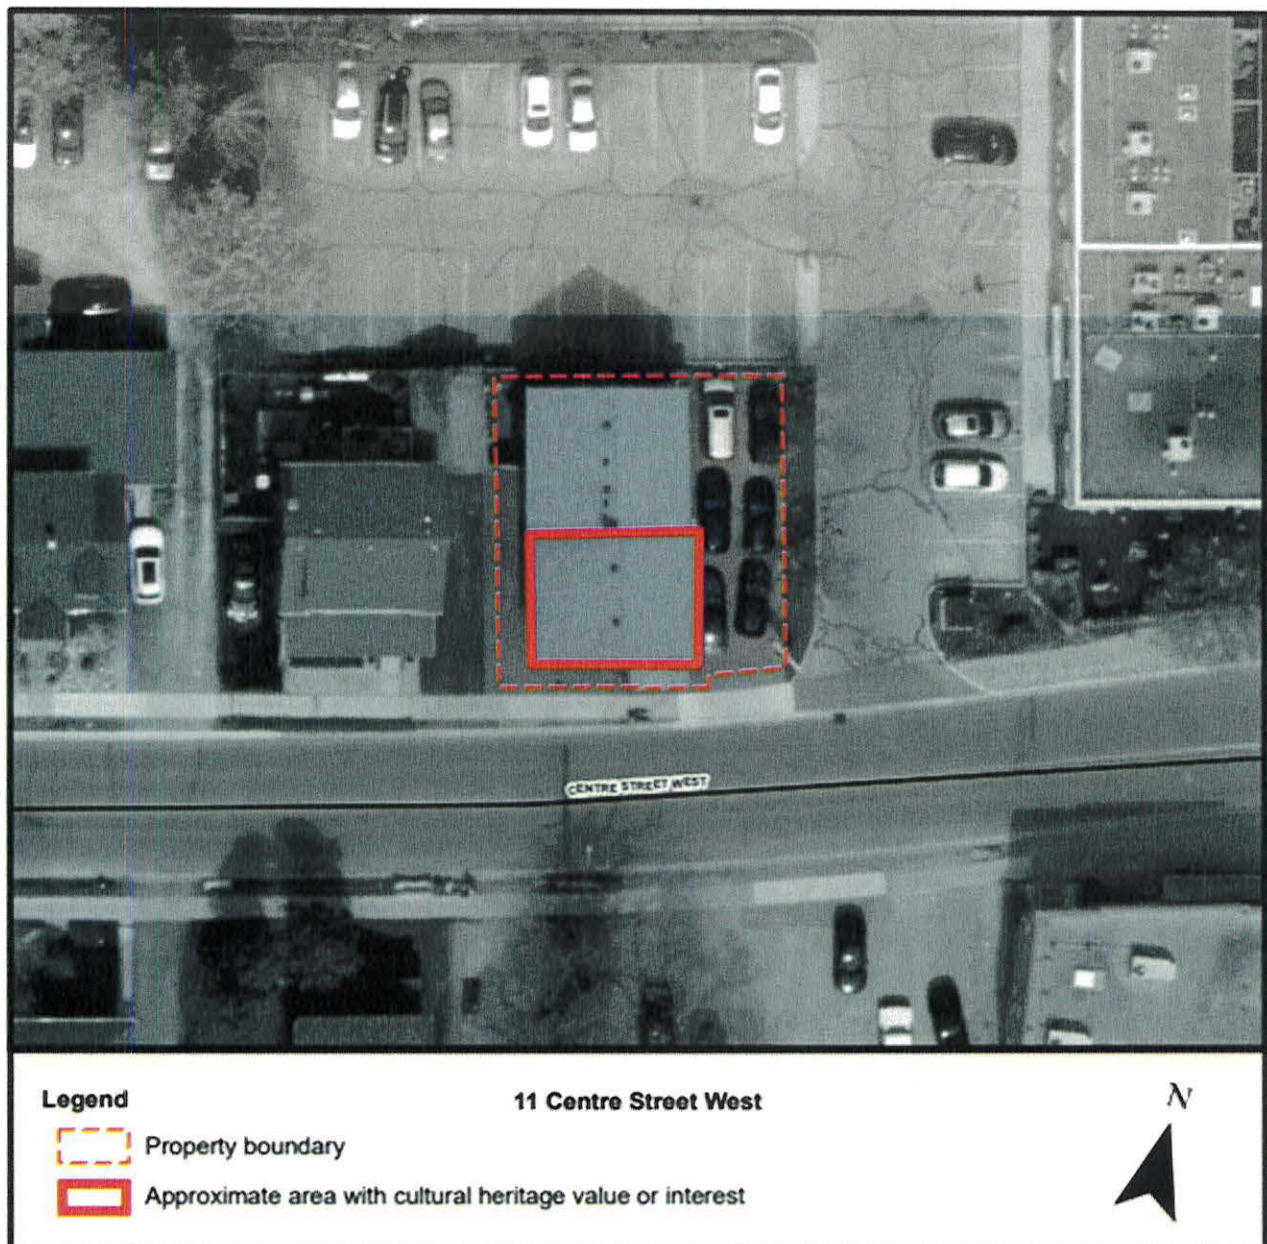 CENTRE STREET WEST
Legend
11 Centre Street West
N
Property boundary
Approximate area with cultural heritage value or interest